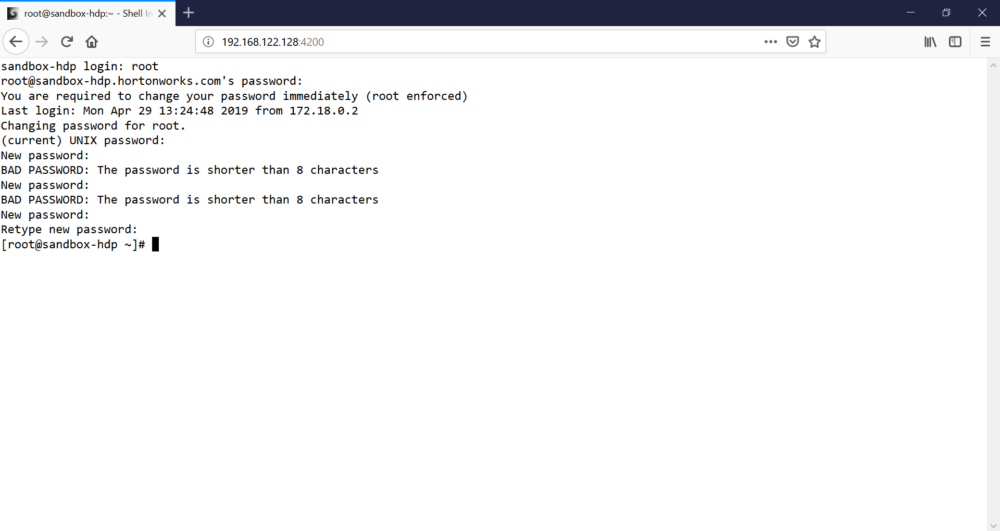 root@sandbox-hdp:~ - Shell In
192.168.122.128:4200
sandbox-hdp login: root
root@sandbox-hdp.hortonworks.com's password:
You are required to change your password immediately (root enforced)
Last login: Mon Apr 29 13:24:48 2019 from 172.18.0.2
Changing password for root.
(current) UNIX password:
New password:
BAD PASSWORD: The password is shorter than 8 characters
New password:
BAD PASSWORD: The password is shorter than 8 characters
New password:
Retype new password:
[root@sandbox-hdp ~]#